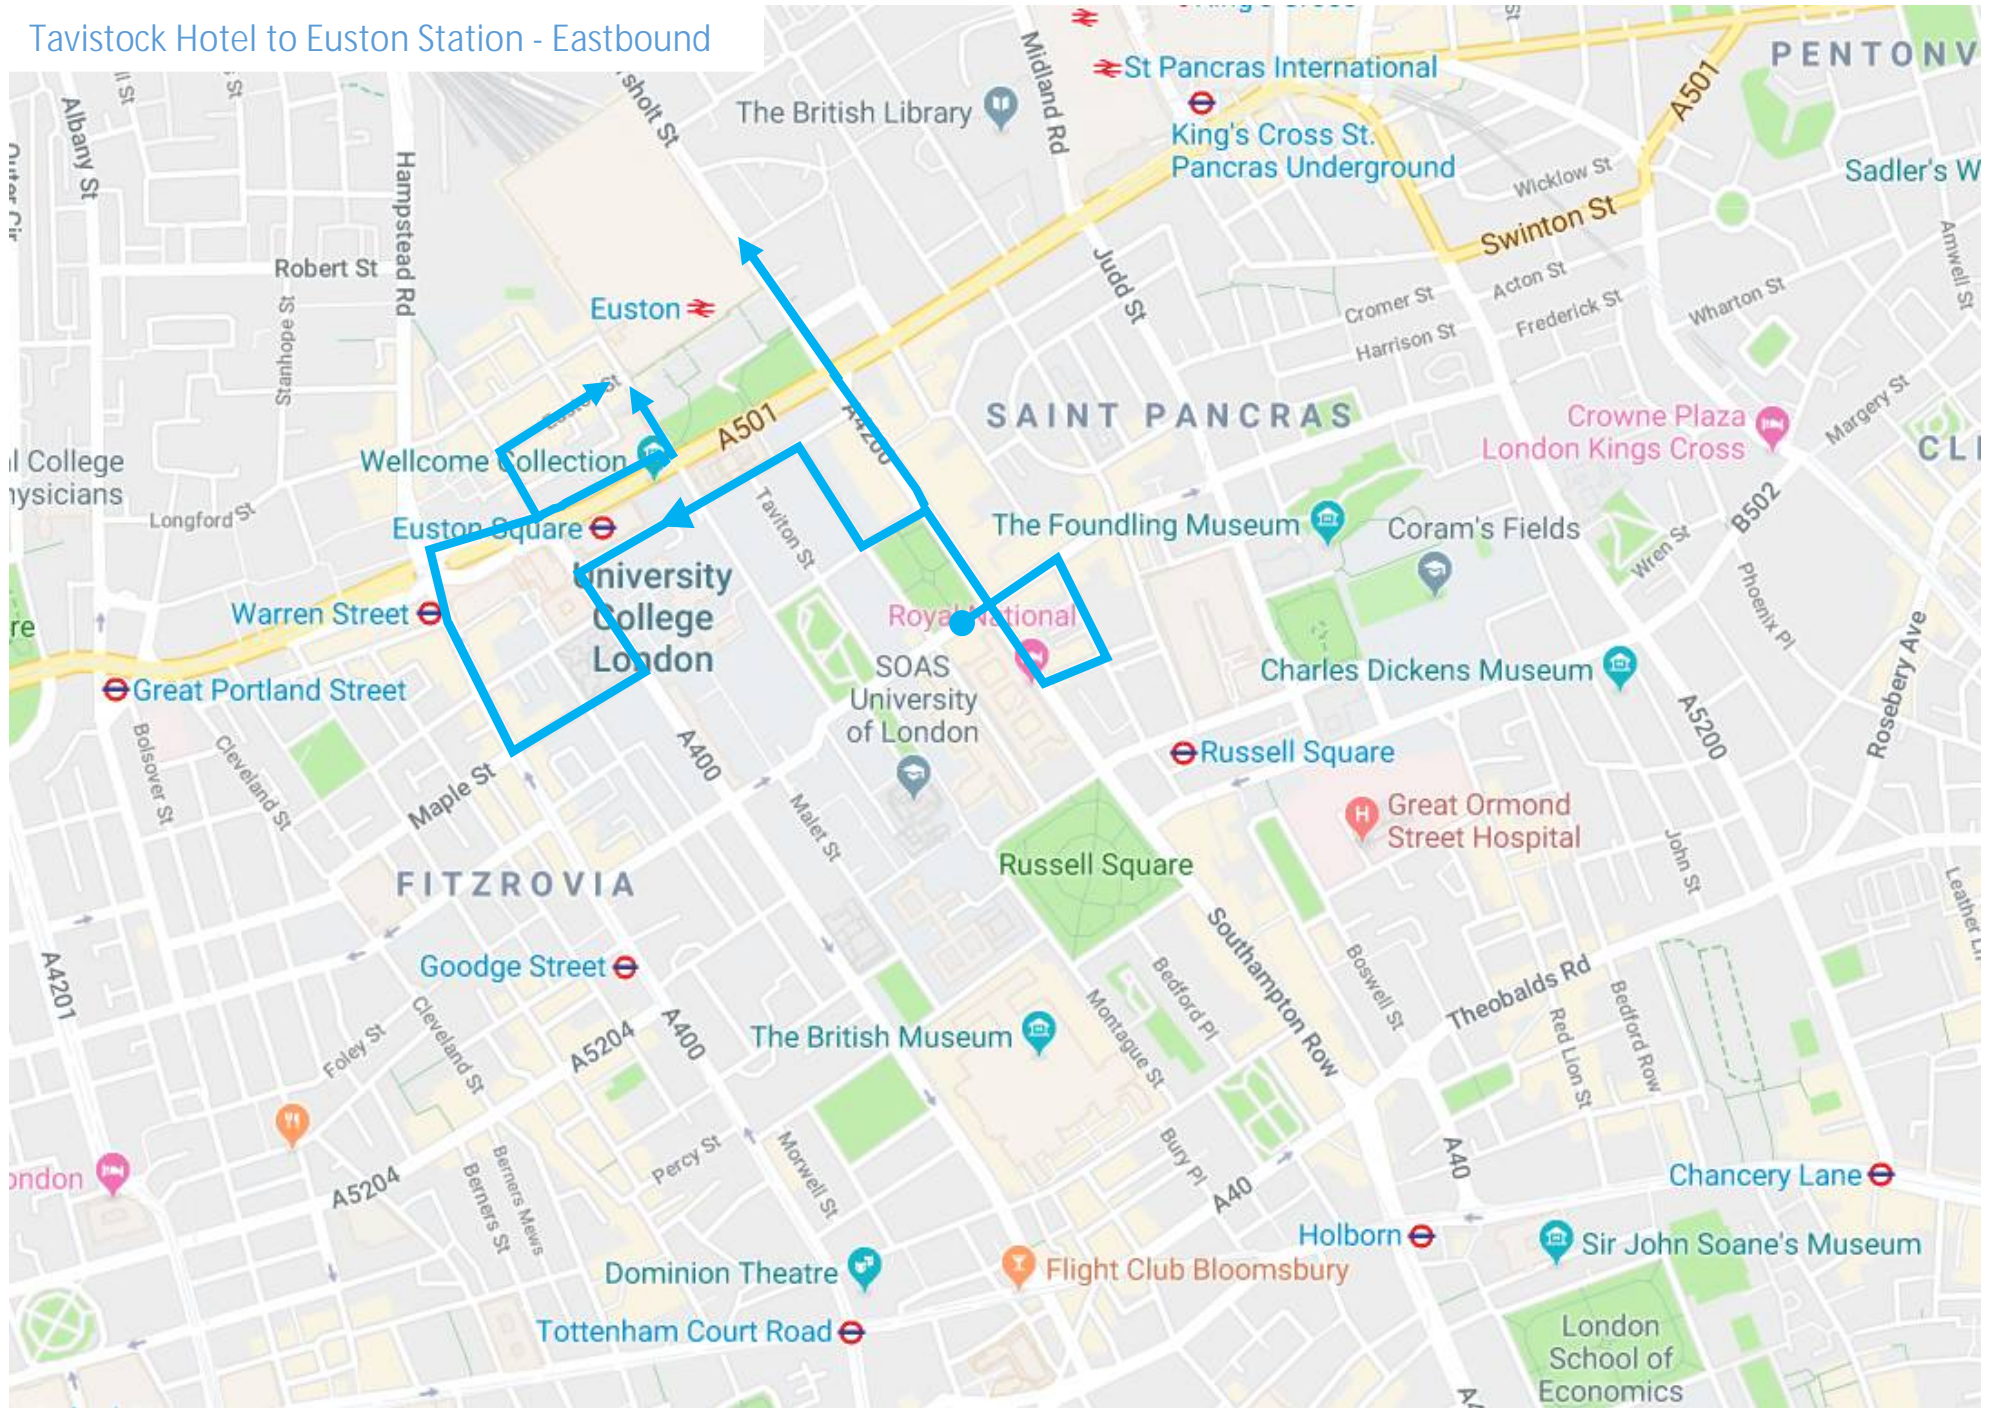 Tavistock Hotel to Euston Station - Eastbound
PENTONV
St Pancras International
Midland Rd
A501
The British Library
sholt St
Albany St
King's Cross St.
Pancras Underground
Hampstead Rd
Wicklow St
Sadler's W
Swinton St
Amwell St
Robert St
Judd St
Acton St
Euston
Cromer St
Frederick St
Wharton St
Stanhope St
Harrison St
A4200
SAINT PANCRAS
Crowne Plaza
London Kings Cross
Margery St
CLE
A501
l College
hysicians
Wellcome Collection
Longford St
Euston Square
Taviton St
The Foundling Museum
Coram's Fields
B502
Wren St
Phoenix Pl
University
College
London
Warren Street
re
Royal National
SOAS
University
of London
Charles Dickens Museum
Rosebery Ave
Great Portland Street
A5200
Bolsover St
Cleveland St
Maple St
A400
Russell Square
Malet St
Great Ormond
Street Hospital
Russell Square
John St
FITZROVIA
Southampton Row
A4201
Goodge Street
Bedford Pl
Boswell St
Theobalds Rd
Bedford Row
Red Lion St
Montague St
Foley St
Cleveland St
A5204
A400
The British Museum
Percy St
Morwell St
Bury Pl
A40
A40
Chancery Lane
ondon
A5204
Berners St
Berners Mews
Holborn
Sir John Soane's Museum
Dominion Theatre
Flight Club Bloomsbury
Tottenham Court Road
London
School of
Economics